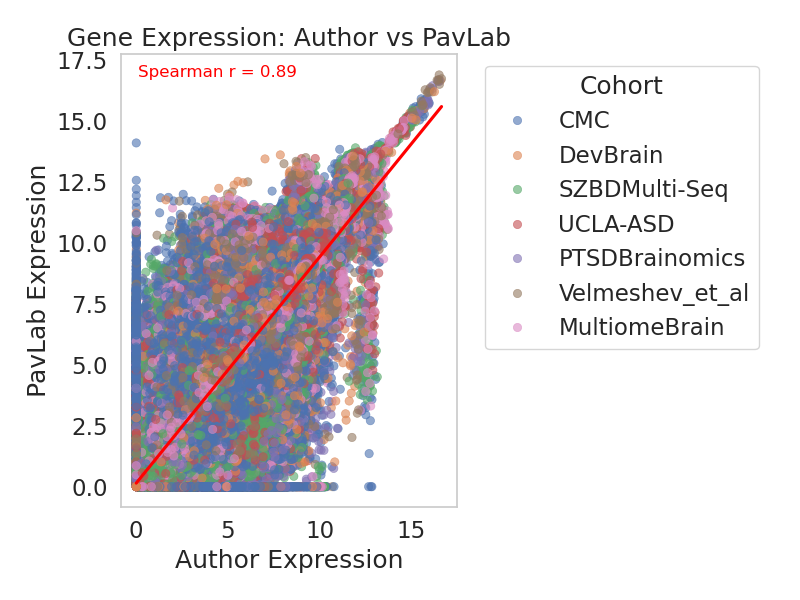 Gene Expression: Author vs PavLab
Spearman r = 0.89
17.5
15.0
12.5
10.0
7.5
5.0
2.5
0.0
PavLab Expression
0
5
10
15
Author Expression
Cohort
CMC
DevBrain
SZBDMulti-Seq
UCLA-ASD
PTSDBrainomics
Velmeshev_et_al
MultiomeBrain